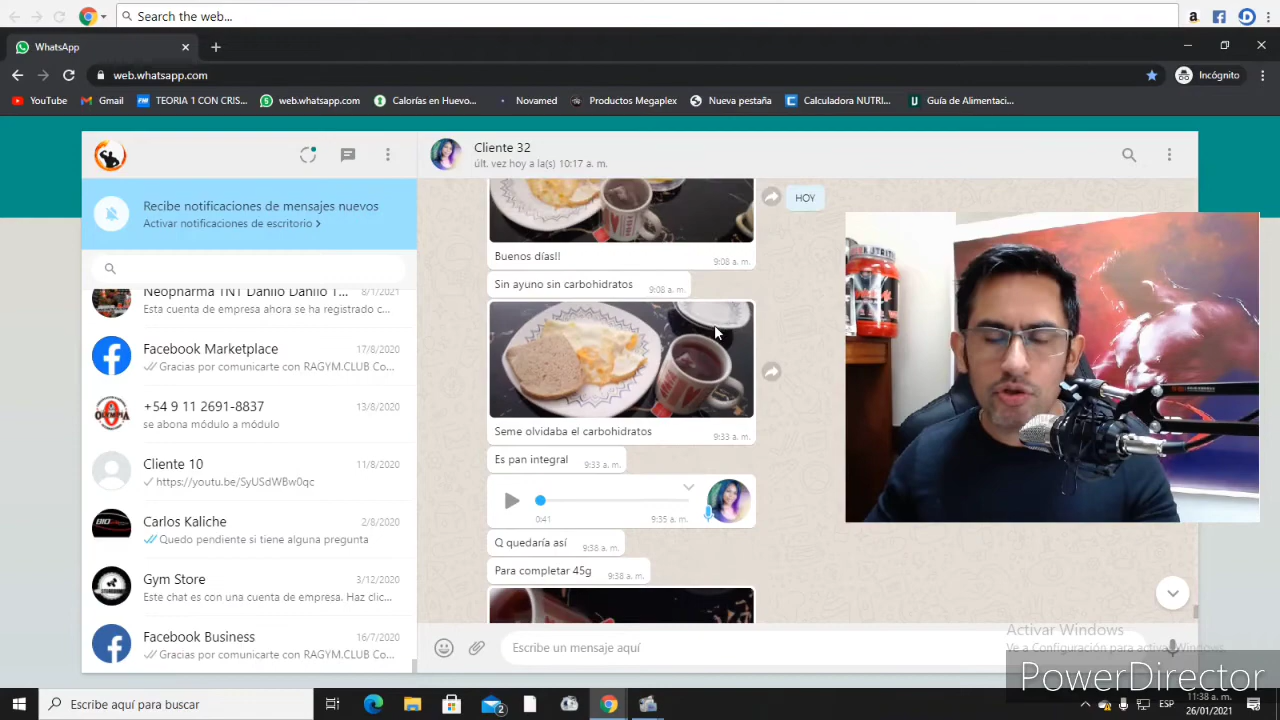 Search the web...
WhatsApp
web.whatsapp.com
Incógnito
YouTube
Gmail
TEORIA 1 CON CRIS...
web.whatsapp.com
Calorías en Huevo...
Novamed
Productos Megaplex
Nueva pestaña
Calculadora NUTRI...
Guía de Alimentaci...
Cliente 32
últ. vez hoy a la(s) 10:17 a. m.
Recibe notificaciones de mensajes nuevos
Activar notificaciones de escritorio >
Neopharma TNT Danilo Danilo T...
8/1/2021
Esta cuenta de empresa ahora se ha registrado c...
Facebook Marketplace
17/8/2020
Gracias por comunicarte con RAGYM.CLUB Co...
+54 9 11 2691-8837
13/8/2020
se abona módulo a módulo
Cliente 10
11/8/2020
https://youtu.be/SyUSdWBw0yc
Carlos Kaliche
2/8/2020
Quedo pendiente si tiene alguna pregunta
Gym Store
3/12/2020
Este chat es con una cuenta de empresa. Haz clic...
Facebook Business
16/7/2020
Gracias por comunicarte con RAGYM.CLUB Co...
HOY
Buenos días!!
9:08 a. m.
Sin ayuno sin carbohidratos
9:08 a. m.
Seme olvidaba el carbohidratos
9:33 a. m.
Es pan integral
9:33 a. m.
0:41
9:35 a. m.
Q quedaría así
9:38 a. m.
Para completar 45g
9:38 a. m.
Escribe un mensaje aquí
Activar Windows
Ve a Configuración para activar Windows.
PowerDirector
Escribe aquí para buscar
2
ESP
11:38 a. m.
26/01/2021